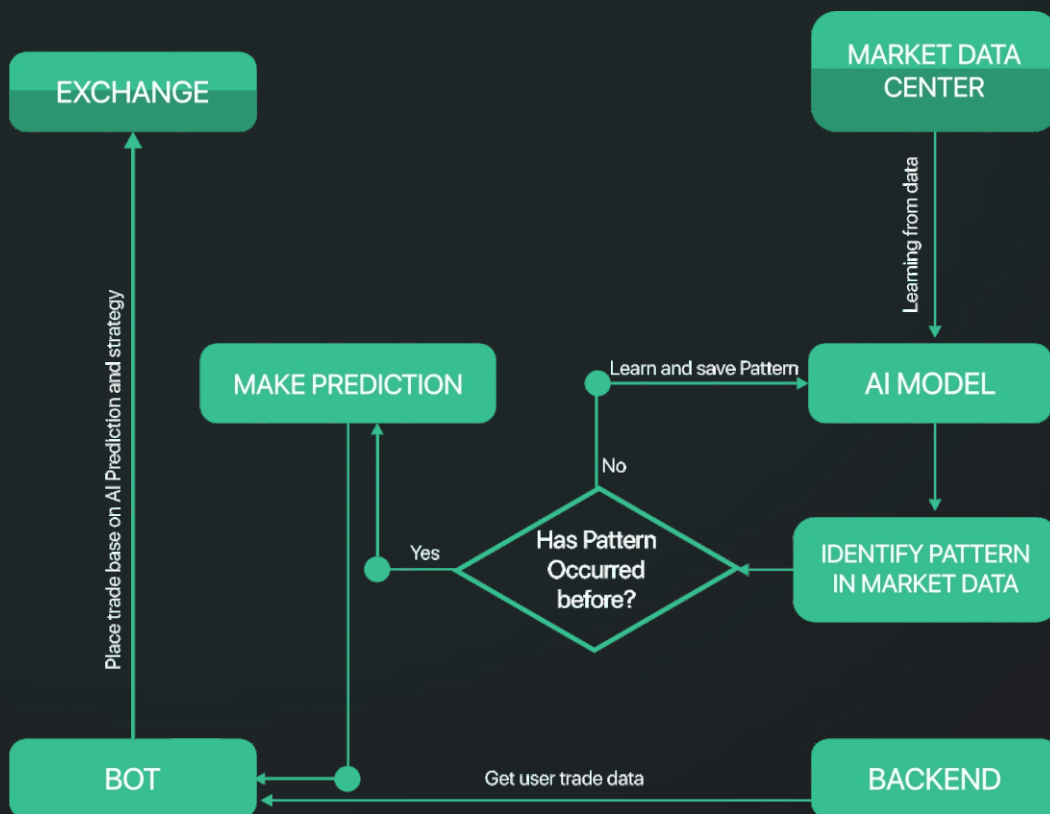 EXCHANGE
MARKET DATA
CENTER
Learning from data
Place trade base on AI Prediction and strategy
MAKE PREDICTION
Learn and save Pattern
AI MODEL
No
Yes
Has Pattern
Occurred
before?
IDENTIFY PATTERN
IN MARKET DATA
BOT
Get user trade data
BACKEND